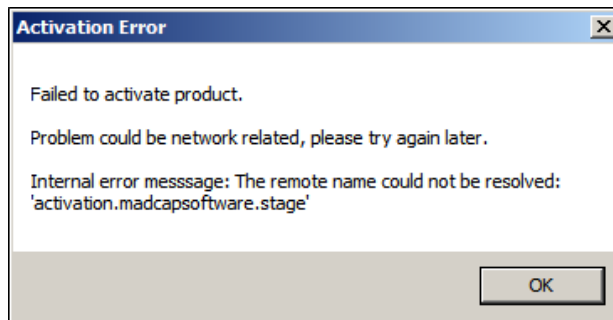 Activation Error
Failed to activate product.
Problem could be network related, please try again later.
Internal error messsage: The remote name could not be resolved:
'activation.madcapsoftware.stage'
OK